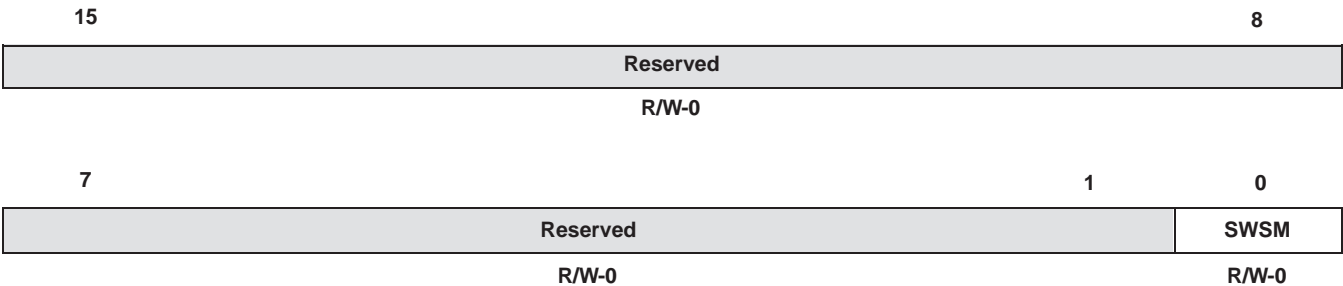 15 8
Reserved
R/W-0
7 1 0
Reserved SWSM
R/W-0 R/W-0